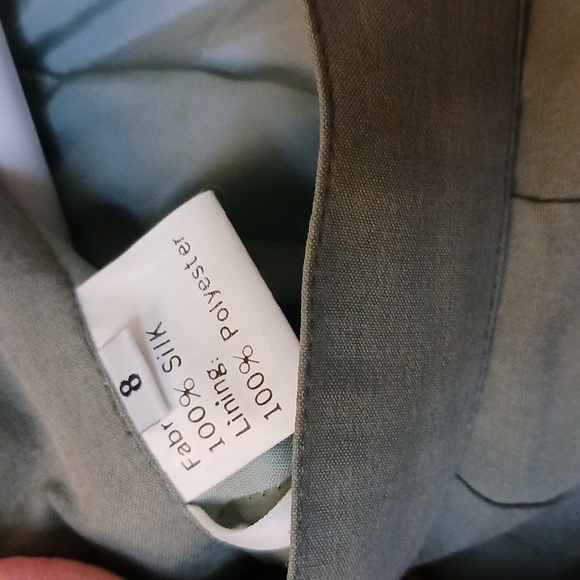 Fabr
100% Silk
Lining:
100% Polyester
8